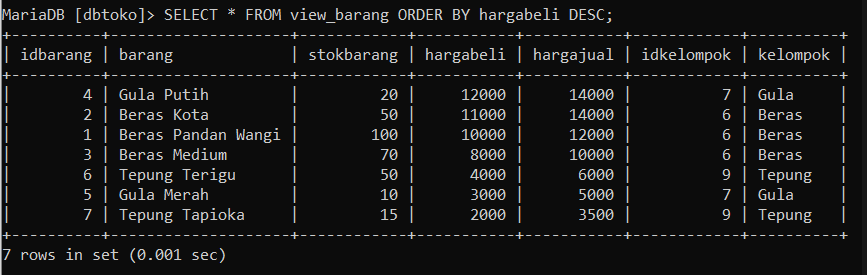 MariaDB [dbtoko]> SELECT * FROM view_barang ORDER BY hargabeli DESC;
+----------+--------------------+------------+-----------+-----------+------------+----------+
| idbarang | barang             | stokbarang | hargabeli | hargajual | idkelompok | kelompok |
+----------+--------------------+------------+-----------+-----------+------------+----------+
|        4 | Gula Putih         |         20 |     12000 |     14000 |          7 | Gula     |
|        2 | Beras Kota         |         50 |     11000 |     14000 |          6 | Beras    |
|        1 | Beras Pandan Wangi |        100 |     10000 |     12000 |          6 | Beras    |
|        3 | Beras Medium       |         70 |      8000 |     10000 |          6 | Beras    |
|        6 | Tepung Terigu      |         50 |      4000 |      6000 |          9 | Tepung   |
|        5 | Gula Merah         |         10 |      3000 |      5000 |          7 | Gula     |
|        7 | Tepung Tapioka     |         15 |      2000 |      3500 |          9 | Tepung   |
+----------+--------------------+------------+-----------+-----------+------------+----------+
7 rows in set (0.001 sec)